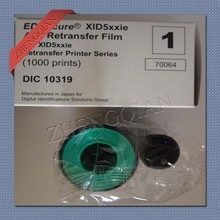 XID5xxie
Retransfer Film
XID5xxie
Retransfer Printer Series
(1000 prints)
DIC 10319
1
70064
Manufactured in Japan for
Digital Identifications Solutions Group
ZHENGQIAN